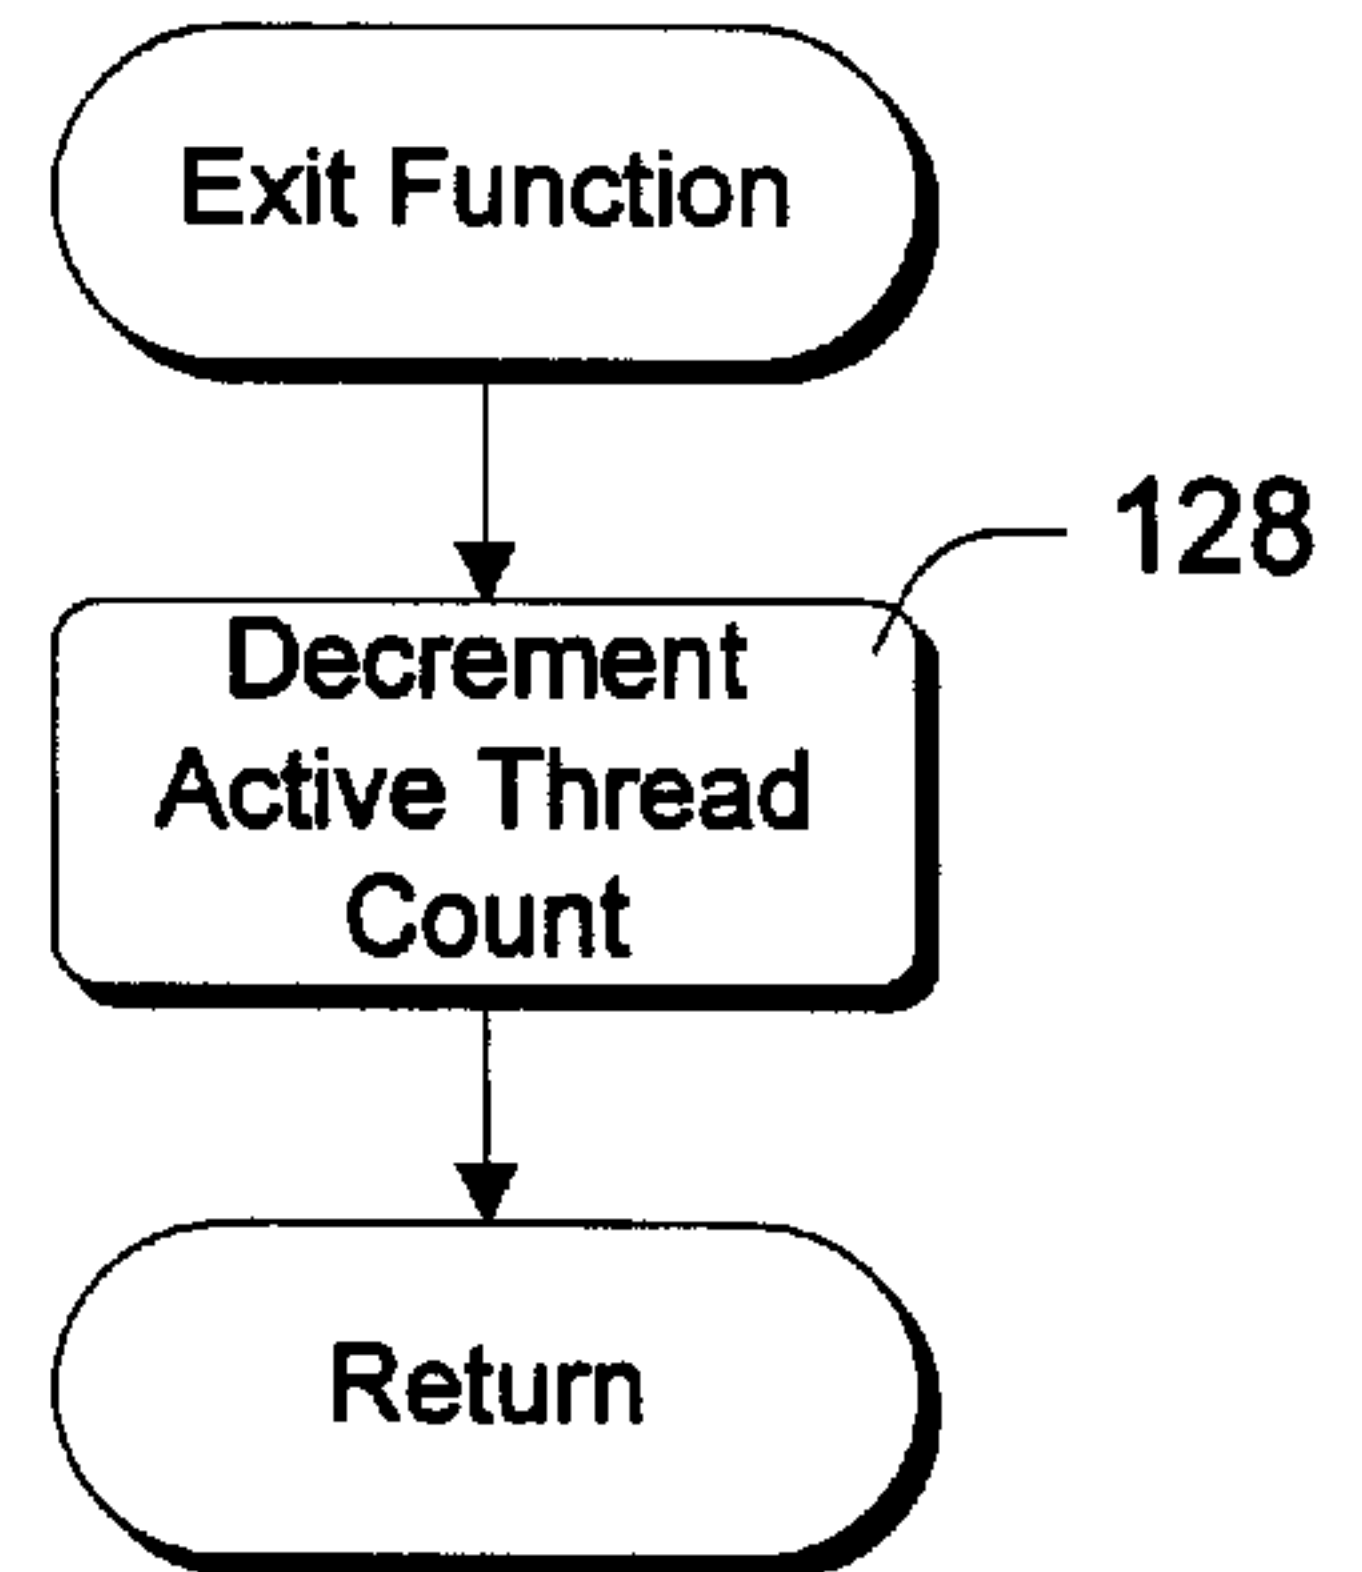 Exit Function
128
Decrement
Active Thread
Count
Return